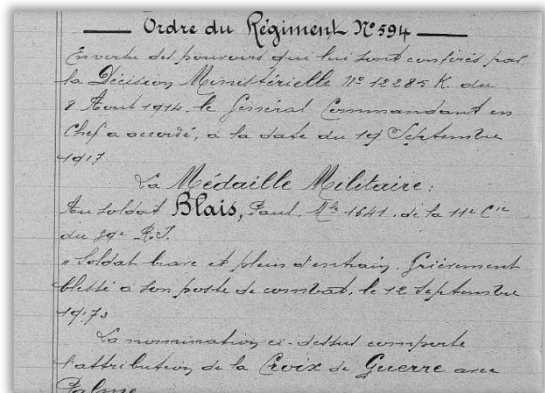 Ordre du Régiment N° 594
En vertu des pouvoirs qui lui sont conférés par
la Décision Ministérielle N° 12285 K. du
8 Aout 1914. le Général Commandant en
Chef a accordé, à la date du 19 Septembre
1917
La Médaille Militaire:
Au soldat Blais, Paul. Mle 1641. de la 11e Cie
du 89e R.I.
"Soldat brave et plein d'entrain. Grièvement
blessé à son poste de combat, le 12 septembre
1917"
La nomination ci-dessus comporte
l'attribution de la Croix de Guerre avec
Palme